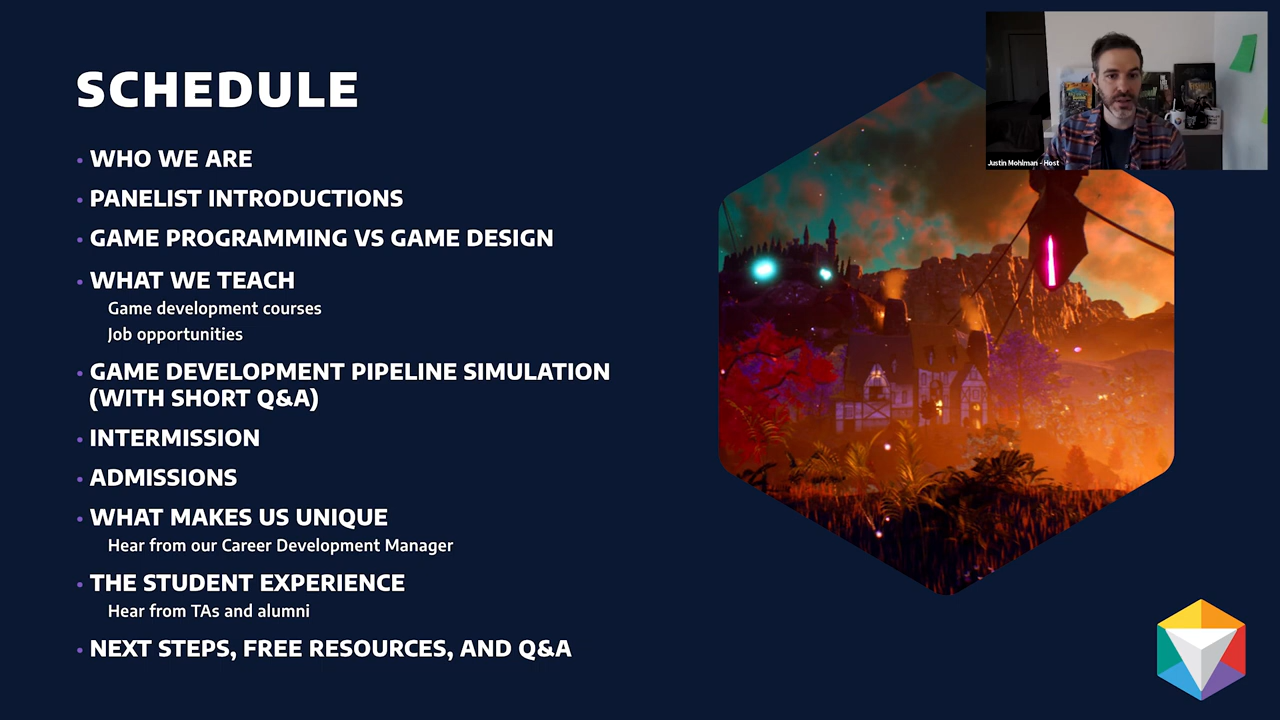 SCHEDULE
• WHO WE ARE
• PANELIST INTRODUCTIONS
• GAME PROGRAMMING VS GAME DESIGN
• WHAT WE TEACH
Game development courses
Job opportunities
• GAME DEVELOPMENT PIPELINE SIMULATION
(WITH SHORT Q&A)
• INTERMISSION
• ADMISSIONS
• WHAT MAKES US UNIQUE
Hear from our Career Development Manager
• THE STUDENT EXPERIENCE
Hear from TAs and alumni
• NEXT STEPS, FREE RESOURCES, AND Q&A
Justin Mohlman - Host